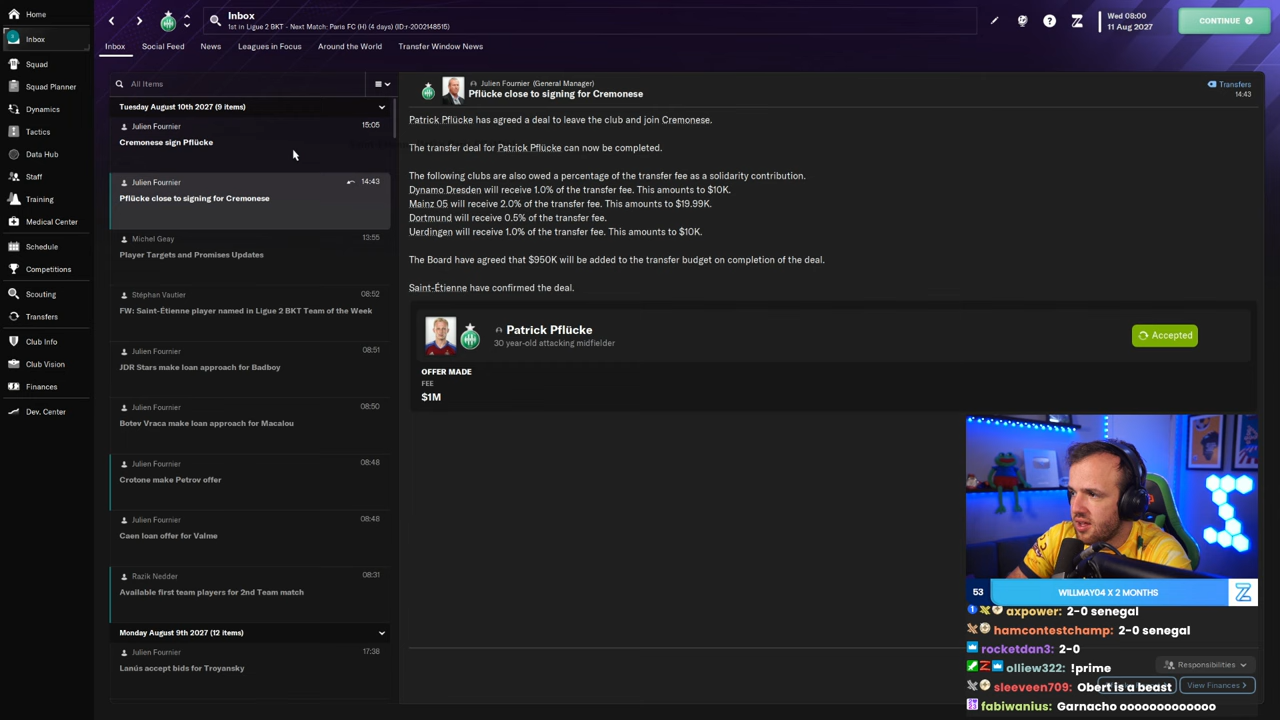 Home
Inbox
Squad
Squad Planner
Dynamics
Tactics
Data Hub
Staff
Training
Medical Center
Schedule
Competitions
Scouting
Transfers
Club Info
Club Vision
Finances
Dev. Center
Inbox
1st in Ligue 2 BKT - Next Match: Paris FC (H) (4 days) (ID:r-2002148515)
Wed 08:00
11 Aug 2027
CONTINUE
Inbox
Social Feed
News
Leagues in Focus
Around the World
Transfer Window News
All Items
Tuesday August 10th 2027 (9 items)
Julien Fournier 15:05
Cremonese sign Pflücke
Julien Fournier 14:43
Pflücke close to signing for Cremonese
Michel Geay 13:55
Player Targets and Promises Updates
Stéphan Vautier 08:52
FW: Saint-Étienne player named in Ligue 2 BKT Team of the Week
Julien Fournier 08:51
JDR Stars make loan approach for Badboy
Julien Fournier 08:50
Botev Vraca make loan approach for Macalou
Julien Fournier 08:48
Crotone make Petrov offer
Julien Fournier 08:48
Caen loan offer for Valme
Razik Nedder 08:31
Available first team players for 2nd Team match
Monday August 9th 2027 (12 items)
Julien Fournier 17:38
Lanús accept bids for Troyansky
Julien Fournier (General Manager)
Pflücke close to signing for Cremonese
Transfers
14:43
Patrick Pflücke has agreed a deal to leave the club and join Cremonese.
The transfer deal for Patrick Pflücke can now be completed.
The following clubs are also owed a percentage of the transfer fee as a solidarity contribution.
Dynamo Dresden will receive 1.0% of the transfer fee. This amounts to $10K.
Mainz 05 will receive 2.0% of the transfer fee. This amounts to $19.99K.
Dortmund will receive 0.5% of the transfer fee.
Uerdingen will receive 1.0% of the transfer fee. This amounts to $10K.
The Board have agreed that $950K will be added to the transfer budget on completion of the deal.
Saint-Étienne have confirmed the deal.
Patrick Pflücke
30 year-old attacking midfielder
Accepted
OFFER MADE
FEE
$1M
53
WILLMAY04 X 2 MONTHS
axpower: 2-0 senegal
hamcontestchamp: 2-0 senegal
rocketdan3: 2-0
olliew322: !prime
sleeven709: Obert is a beast
fabiwanius: Garnacho ooooooooooooo
Responsibilities
View Finances